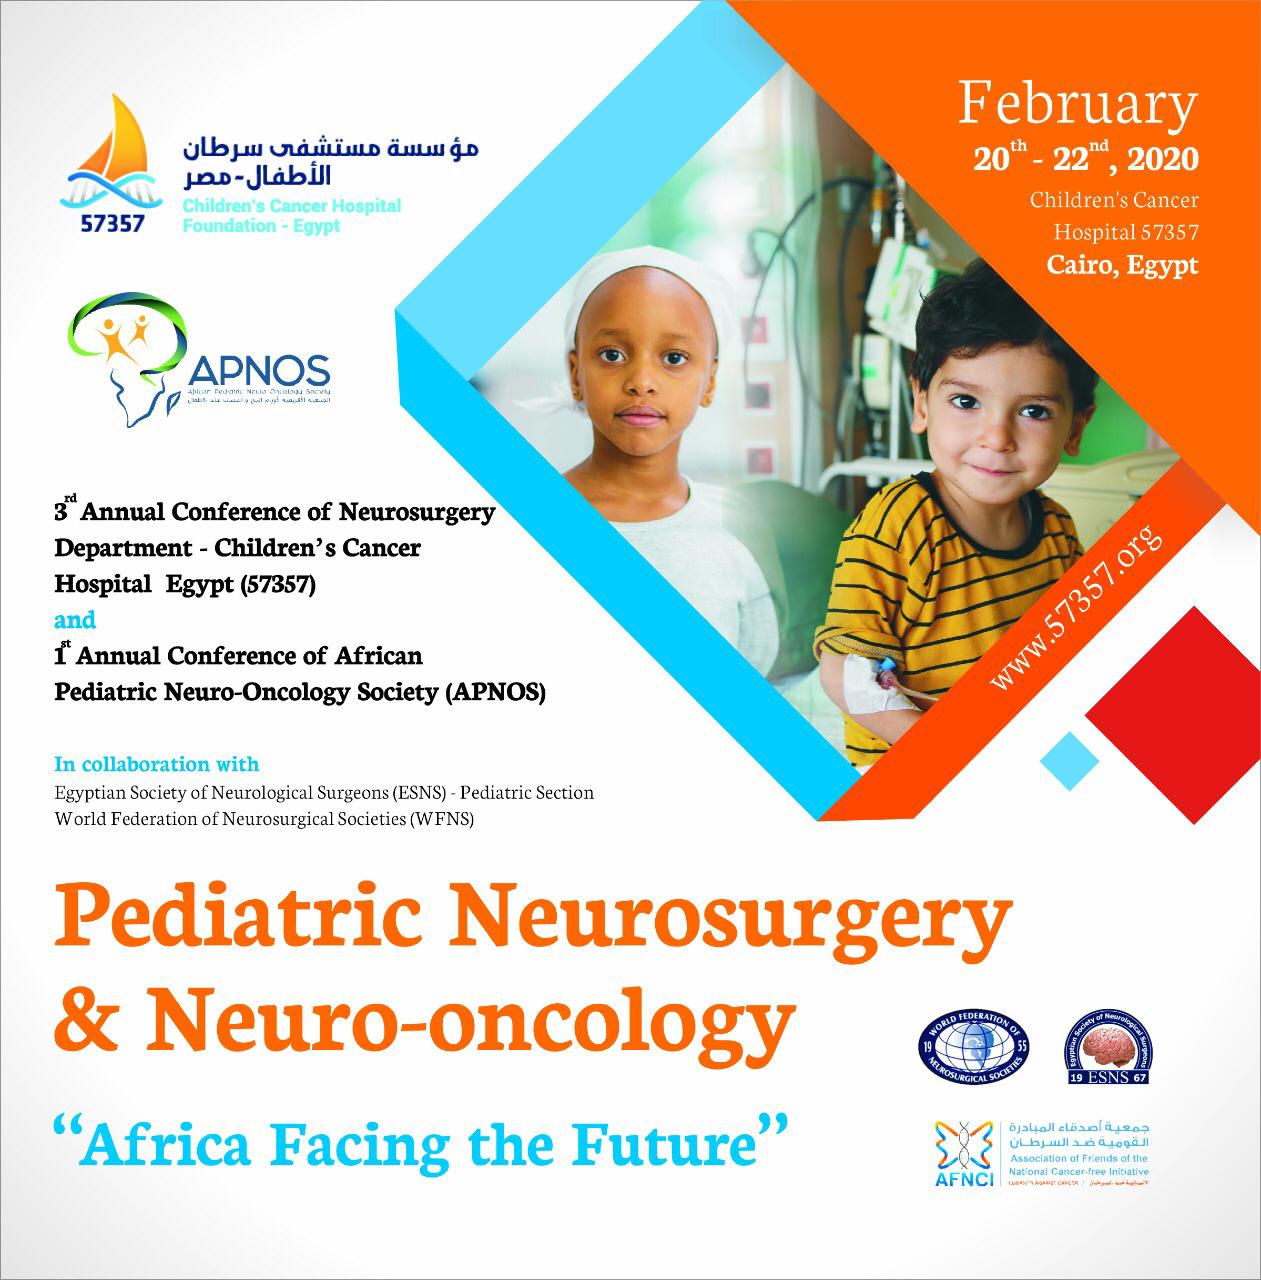 مؤسسة مستشفى سرطان
الأطفال-مصر
Children's Cancer Hospital
Foundation - Egypt
57357
February
20th - 22nd, 2020
Children's Cancer
Hospital 57357
Cairo, Egypt
APNOS
African Pediatric Neuro Oncology Society
www.57357.org
3rd Annual Conference of Neurosurgery
Department - Children's Cancer
Hospital Egypt (57357)
and
1st Annual Conference of African
Pediatric Neuro-Oncology Society (APNOS)
In collaboration with
Egyptian Society of Neurological Surgeons (ESNS) - Pediatric Section
World Federation of Neurosurgical Societies (WFNS)
Pediatric Neurosurgery
& Neuro-oncology
"Africa Facing the Future"
WORLD FEDERATION OF
19 55
NEUROSURGICAL SOCIETIES
Egyptian Society of Neurological Surgeons
19 ESNS 67
جمعية أصدقاء المبادرة
القومية ضد السرطان
Association of Friends of the
National Cancer-free Initiative
AFNCI
HUMANITY AGAINST CANCER